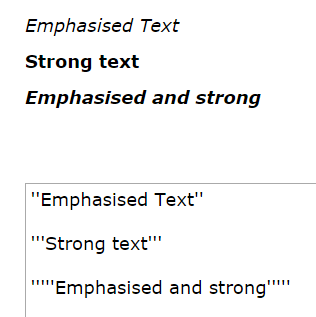 Emphasised Text
Strong text
Emphasised and strong
''Emphasised Text''
'''Strong text'''
'''''Emphasised and strong'''''